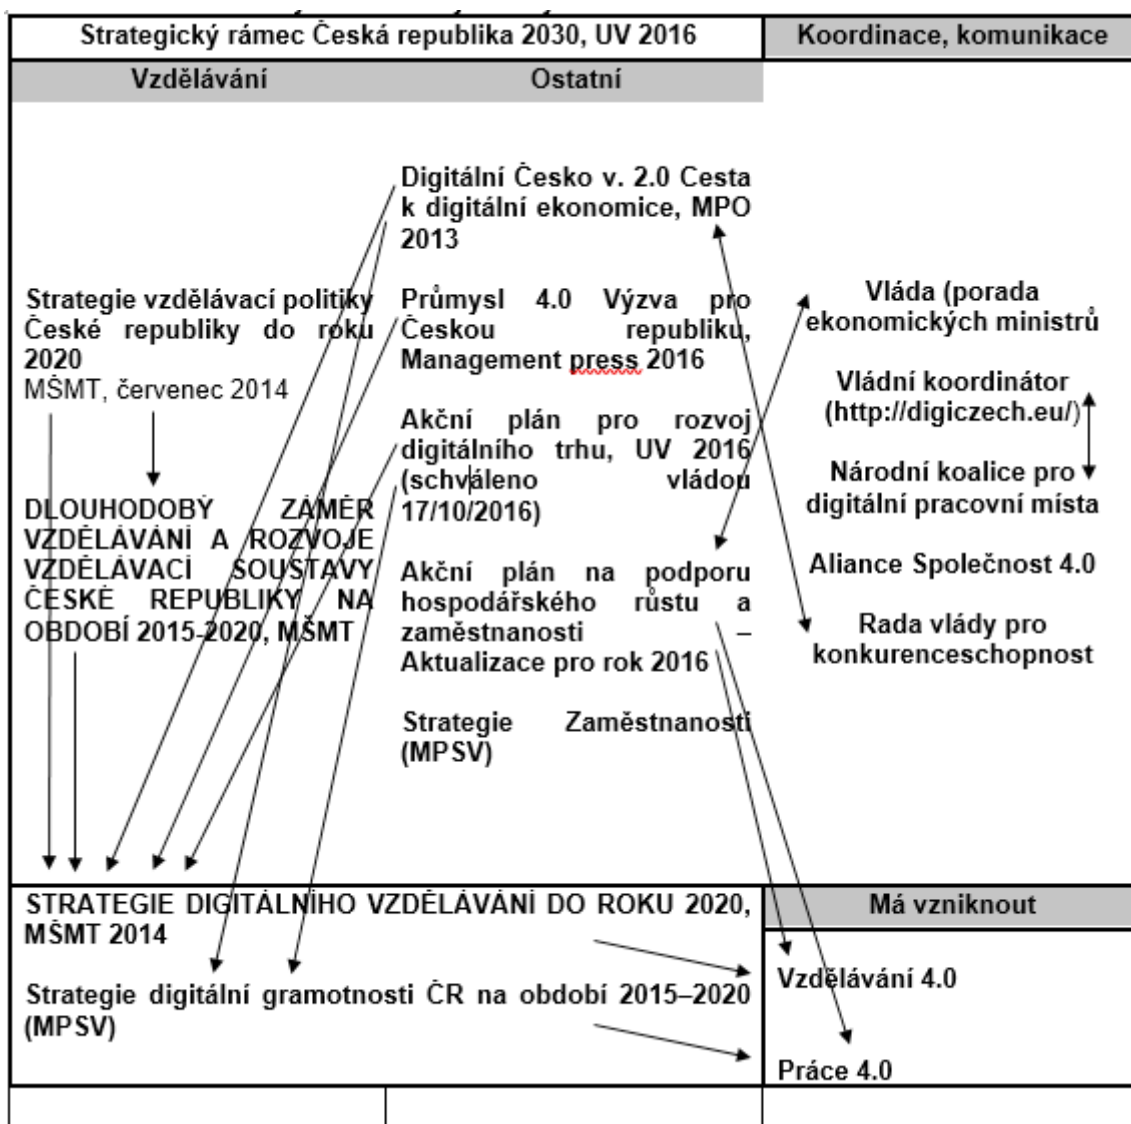 Strategický rámec Česká republika 2030, UV 2016
Koordinace, komunikace
Vzdělávání
Ostatní
Digitální Česko v. 2.0 Cesta
k digitální ekonomice, MPO
2013
Strategie vzdělávací politiky
České republiky do roku
2020
MŠMT, červenec 2014
Průmysl 4.0 Výzva pro
Českou republiku,
Management press 2016
Vláda (porada
ekonomických ministrů
Vládní koordinátor
(http://digiczech.eu/)
Akční plán pro rozvoj
digitálního trhu, UV 2016
(schváleno vládou
17/10/2016)
Národní koalice pro
digitální pracovní místa
DLOUHODOBÝ ZÁMĚR
VZDĚLÁVÁNÍ A ROZVOJE
VZDĚLÁVACÍ SOUSTAVY
ČESKÉ REPUBLIKY NA
OBDOBÍ 2015-2020, MŠMT
Akční plán na podporu
hospodářského růstu a
zaměstnanosti –
Aktualizace pro rok 2016
Aliance Společnost 4.0
Rada vlády pro
konkurenceschopnost
Strategie Zaměstnanosti
(MPSV)
STRATEGIE DIGITÁLNÍHO VZDĚLÁVÁNÍ DO ROKU 2020,
MŠMT 2014
Má vzniknout
Strategie digitální gramotnosti ČR na období 2015–2020
(MPSV)
Vzdělávání 4.0
Práce 4.0